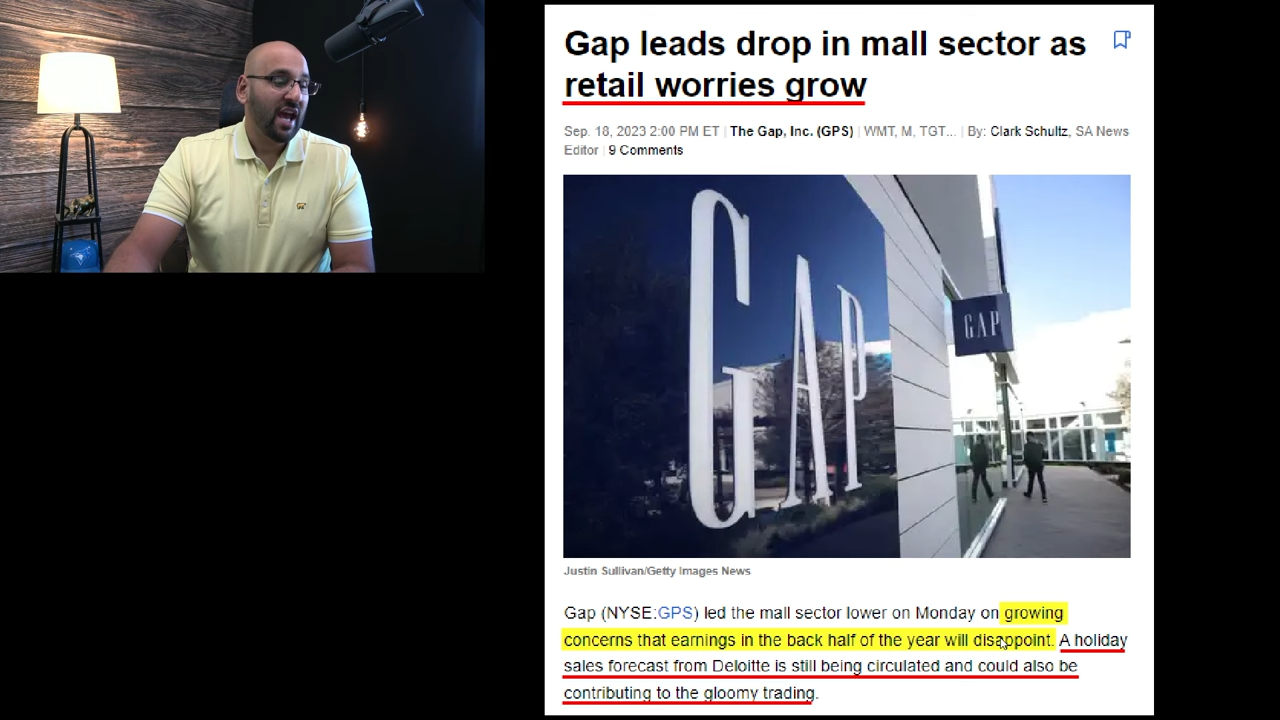 Gap leads drop in mall sector as
retail worries grow
Sep. 18, 2023 2:00 PM ET | The Gap, Inc. (GPS) | WMT, M, TGT... | By: Clark Schultz, SA News
Editor | 9 Comments
GAP
GAP
Justin Sullivan/Getty Images News
Gap (NYSE:GPS) led the mall sector lower on Monday on growing
concerns that earnings in the back half of the year will disappoint. A holiday
sales forecast from Deloitte is still being circulated and could also be
contributing to the gloomy trading.